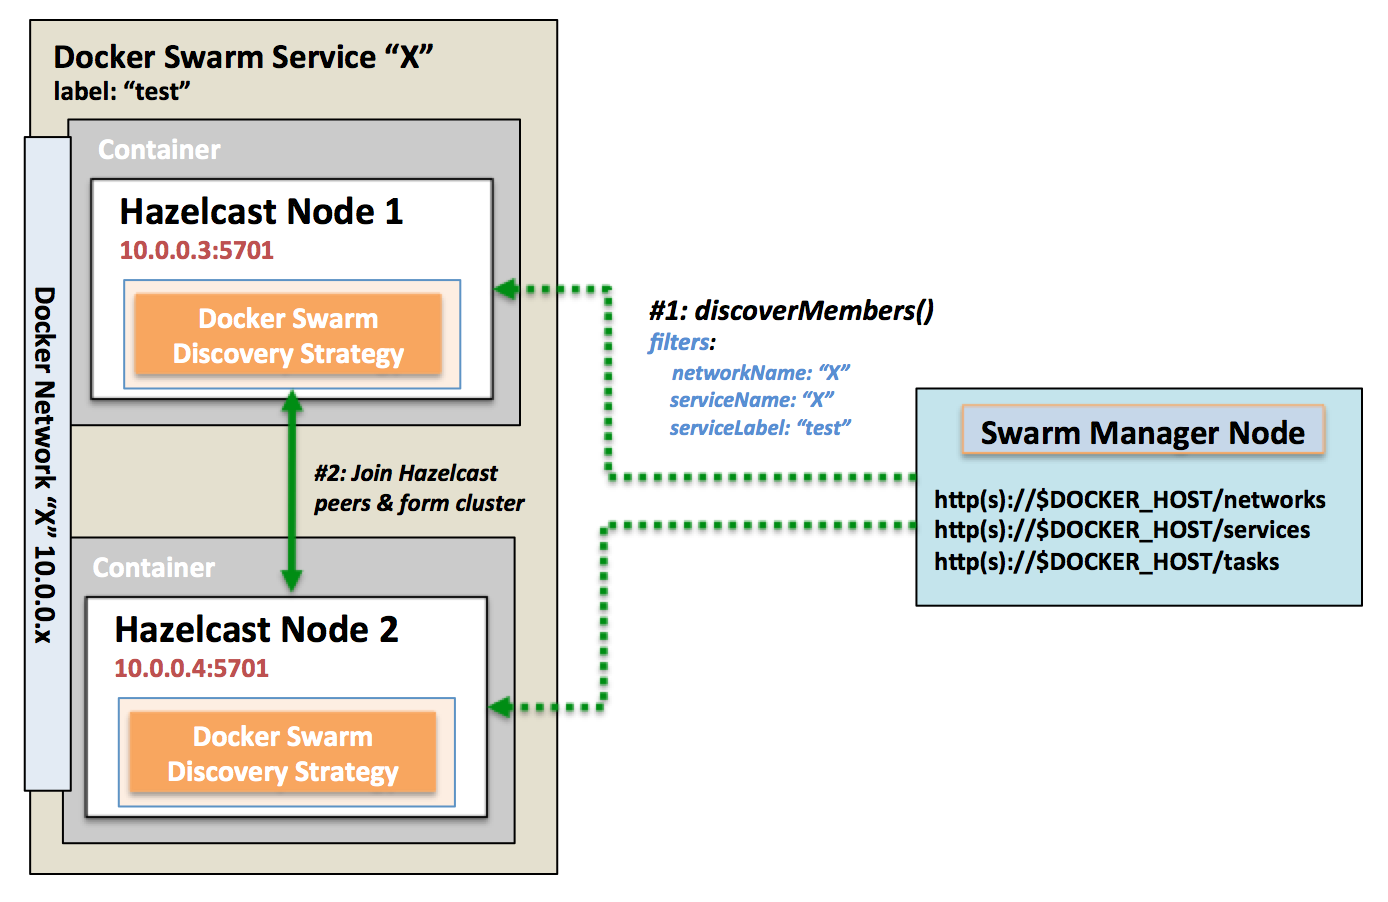 Docker Swarm Service “X”
label: “test”
Container
Hazelcast Node 1
10.0.0.3:5701
Docker Swarm
Discovery Strategy
Docker Network “X” 10.0.0.x
#2: Join Hazelcast
peers & form cluster
Container
Hazelcast Node 2
10.0.0.4:5701
Docker Swarm
Discovery Strategy
#1: discoverMembers()
filters:
networkName: “X”
serviceName: “X”
serviceLabel: “test”
Swarm Manager Node
http(s)://$DOCKER_HOST/networks
http(s)://$DOCKER_HOST/services
http(s)://$DOCKER_HOST/tasks